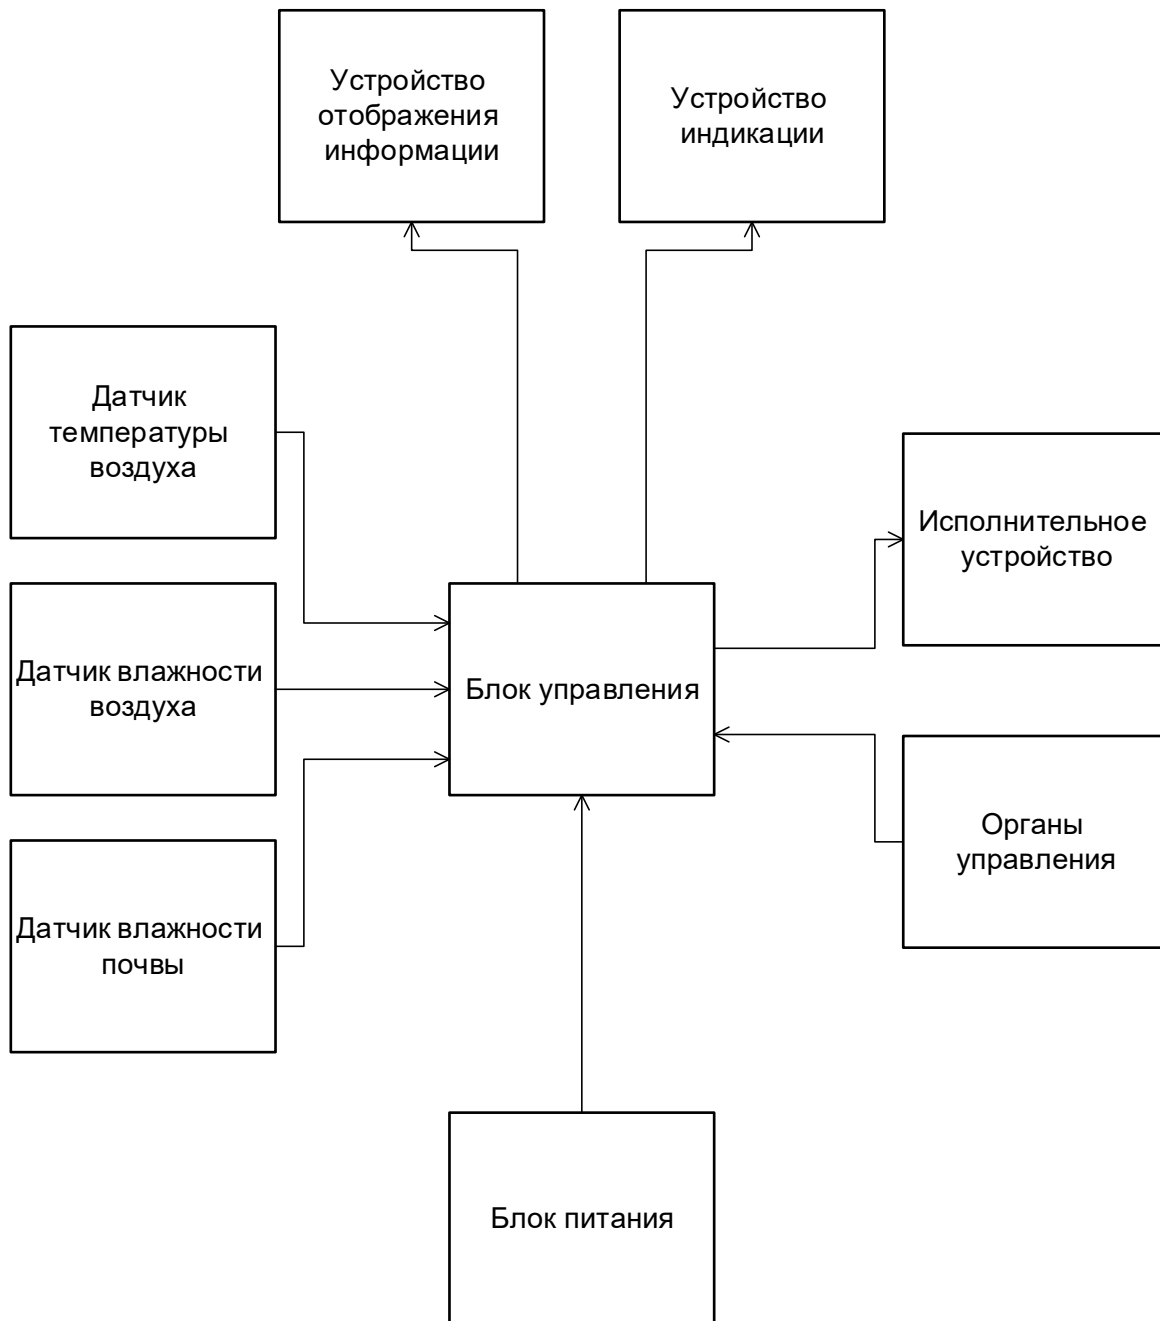 Устройство
отображения
информации
Устройство
индикации
Датчик
температуры
воздуха
Исполнительное
устройство
Датчик влажности
воздуха
Блок управления
Органы
управления
Датчик влажности
почвы
Блок питания